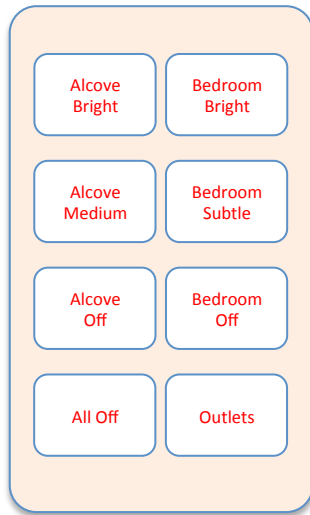 Alcove
Bright
Bedroom
Bright
Alcove
Medium
Bedroom
Subtle
Alcove
Off
Bedroom
Off
All Off
Outlets